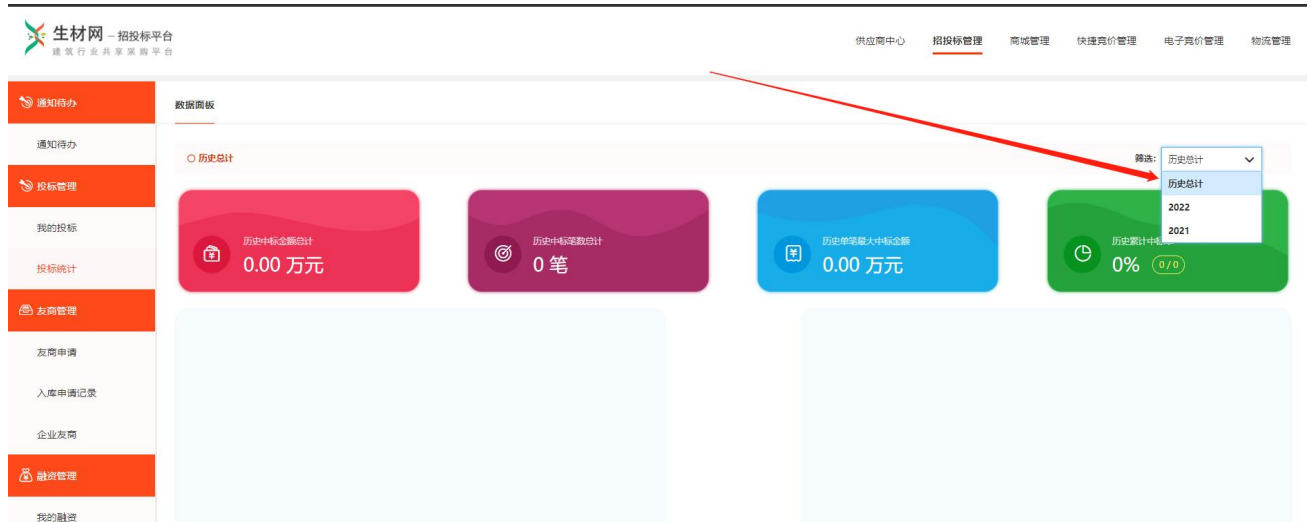 生材网 – 招投标平台
建筑行业共享采购平台
供应商中心 招投标管理 商城管理 快捷竞价管理 电子竞价管理 物流管理
通知待办
数据面板
通知待办
历史总计
筛选: 历史总计
投标管理
历史总计
2022
2021
我的投标
历史中标金额总计
0.00 万元
历史中标笔数总计
0 笔
历史单笔最大中标金额
0.00 万元
历史累计中标
0% 0/0
投标统计
友商管理
友商申请
入库申请记录
企业友商
融资管理
我的融资